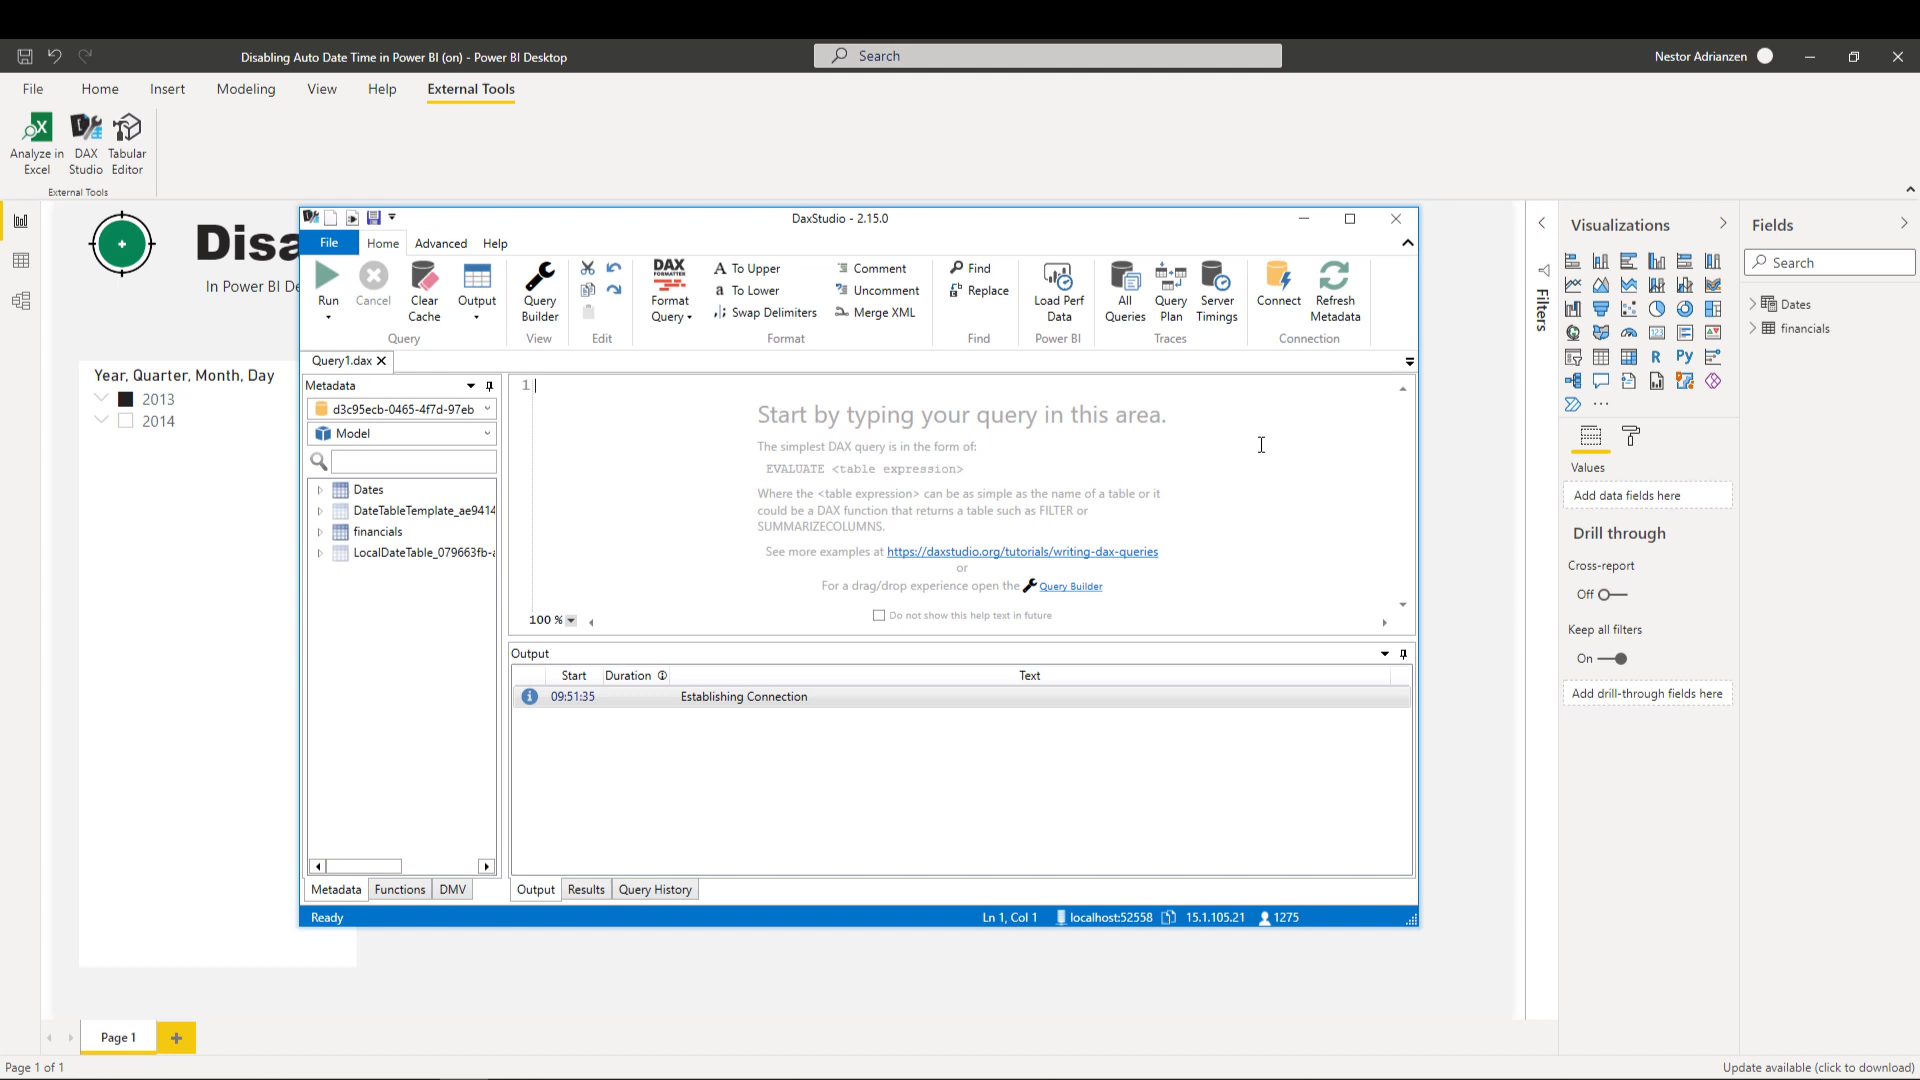 Disabling Auto Date Time in Power BI (on) - Power BI Desktop
Search
Nestor Adrianzen
File Home Insert Modeling View Help External Tools
Analyze in Excel
DAX Studio
Tabular Editor
External Tools
Disa
In Power BI De
Year, Quarter, Month, Day
2013
2014
DaxStudio - 2.15.0
File Home Advanced Help
Run
Cancel
Clear Cache
Output
Query
Query Builder
View
Edit
DAX FORMATTER
Format Query
To Upper
To Lower
Swap Delimiters
Comment
Uncomment
Merge XML
Format
Find
Replace
Find
Load Perf Data
Power BI
All Queries
Query Plan
Server Timings
Traces
Connect
Refresh Metadata
Connection
Query1.dax
Metadata
d3c95ecb-0465-4f7d-97eb
Model
Dates
DateTableTemplate_ae9414
financials
LocalDateTable_079663fb-a
Metadata Functions DMV
1
Start by typing your query in this area.
The simplest DAX query is in the form of:
EVALUATE <table expression>
Where the <table expression> can be as simple as the name of a table or it
could be a DAX function that returns a table such as FILTER or
SUMMARIZECOLUMNS.
See more examples at https://daxstudio.org/tutorials/writing-dax-queries
or
For a drag/drop experience open the Query Builder
Do not show this help text in future
100 %
Output
Start Duration Text
09:51:35 Establishing Connection
Output Results Query History
Ready
Ln 1, Col 1 localhost:52558 15.1.105.21 1275
Filters
Visualizations
R Py
Values
Add data fields here
Drill through
Cross-report
Off
Keep all filters
On
Add drill-through fields here
Fields
Search
Dates
financials
Page 1
Page 1 of 1
Update available (click to download)